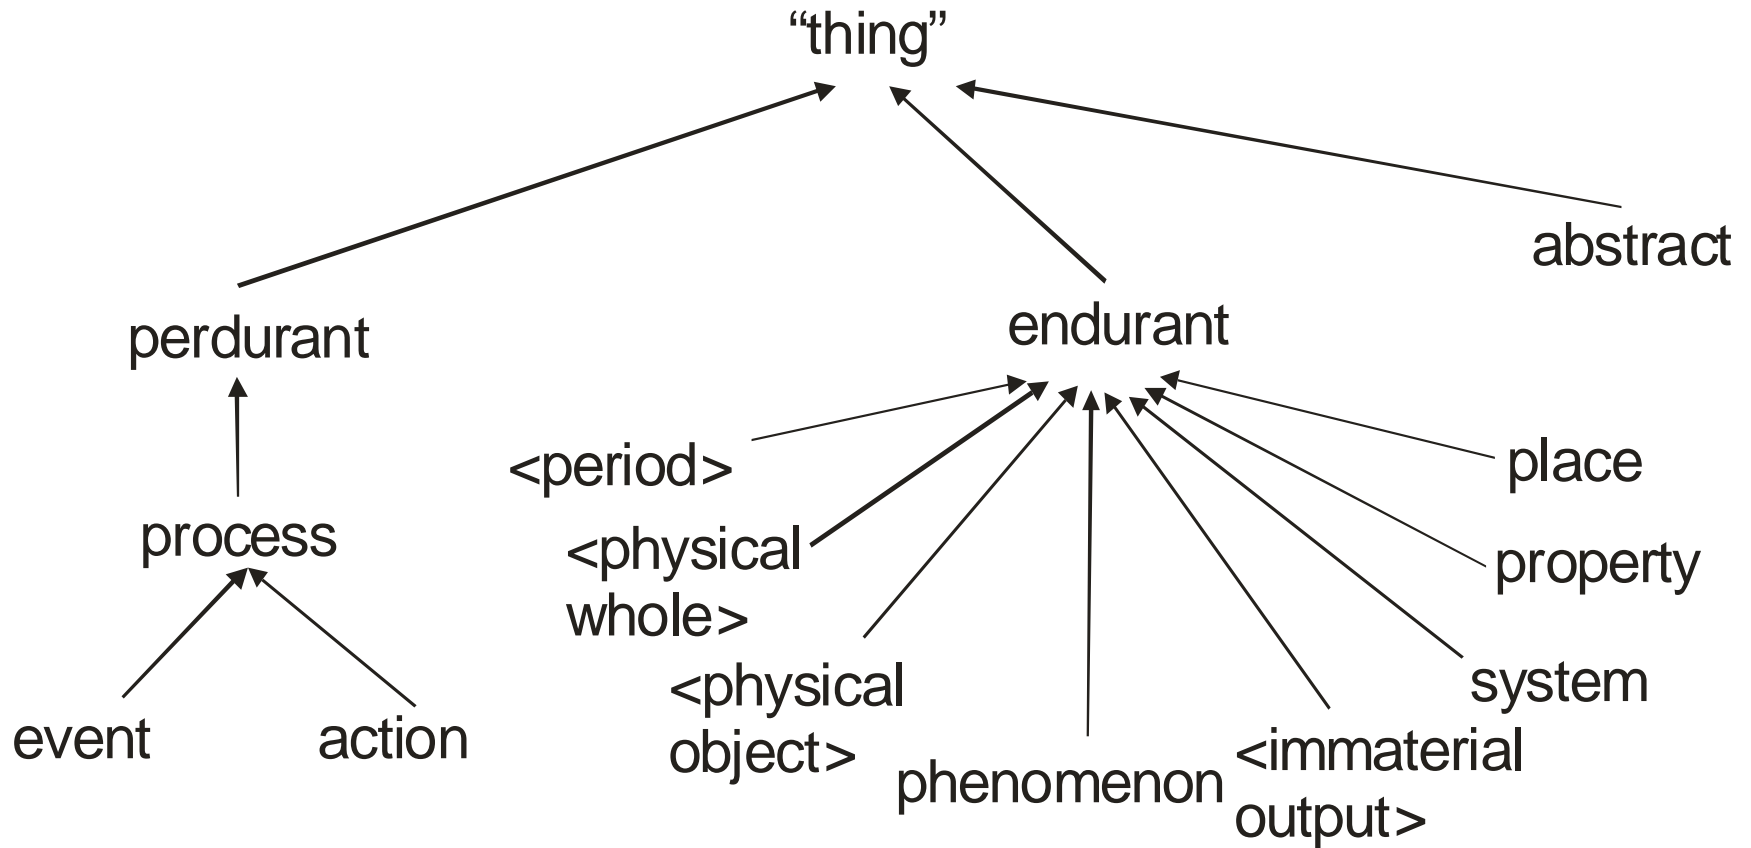 “thing”
abstract
perdurant
endurant
<period>
place
process
<physical
whole>
property
<physical
object>
system
event
action
phenomenon
<immaterial
output>